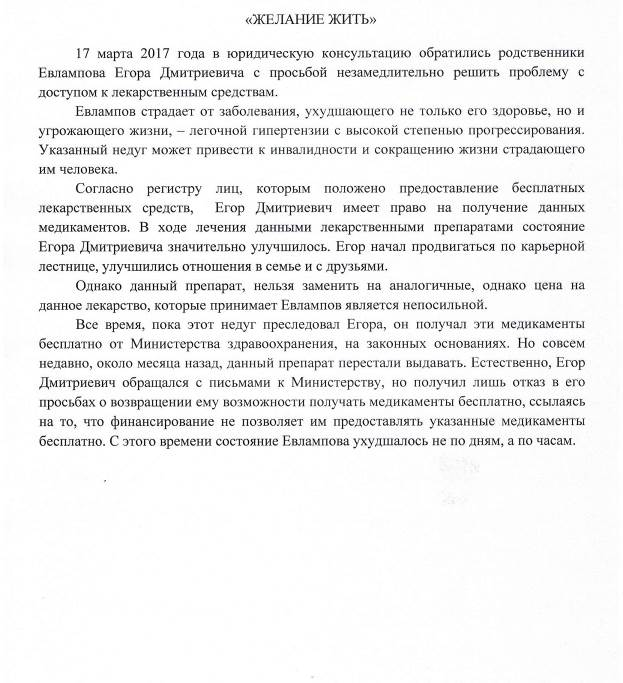 «ЖЕЛАНИЕ ЖИТЬ»
17 марта 2017 года в юридическую консультацию обратились родственники
Евлампова Егора Дмитриевича с просьбой незамедлительно решить проблему с
доступом к лекарственным средствам.
Евлампов страдает от заболевания, ухудшающего не только его здоровье, но и
угрожающего жизни, – легочной гипертензии с высокой степенью прогрессирования.
Указанный недуг может привести к инвалидности и сокращению жизни страдающего
им человека.
Согласно регистру лиц, которым положено предоставление бесплатных
лекарственных средств, Егор Дмитриевич имеет право на получение данных
медикаментов. В ходе лечения данными лекарственными препаратами состояние
Егора Дмитриевича значительно улучшилось. Егор начал продвигаться по карьерной
лестнице, улучшились отношения в семье и с друзьями.
Однако данный препарат, нельзя заменить на аналогичные, однако цена на
данное лекарство, которые принимает Евлампов является непосильной.
Все время, пока этот недуг преследовал Егора, он получал эти медикаменты
бесплатно от Министерства здравоохранения, на законных основаниях. Но совсем
недавно, около месяца назад, данный препарат перестали выдавать. Естественно, Егор
Дмитриевич обращался с письмами к Министерству, но получил лишь отказ в его
просьбах о возвращении ему возможности получать медикаменты бесплатно, ссылаясь
на то, что финансирование не позволяет им предоставлять указанные медикаменты
бесплатно. С этого времени состояние Евлампова ухудшалось не по дням, а по часам.